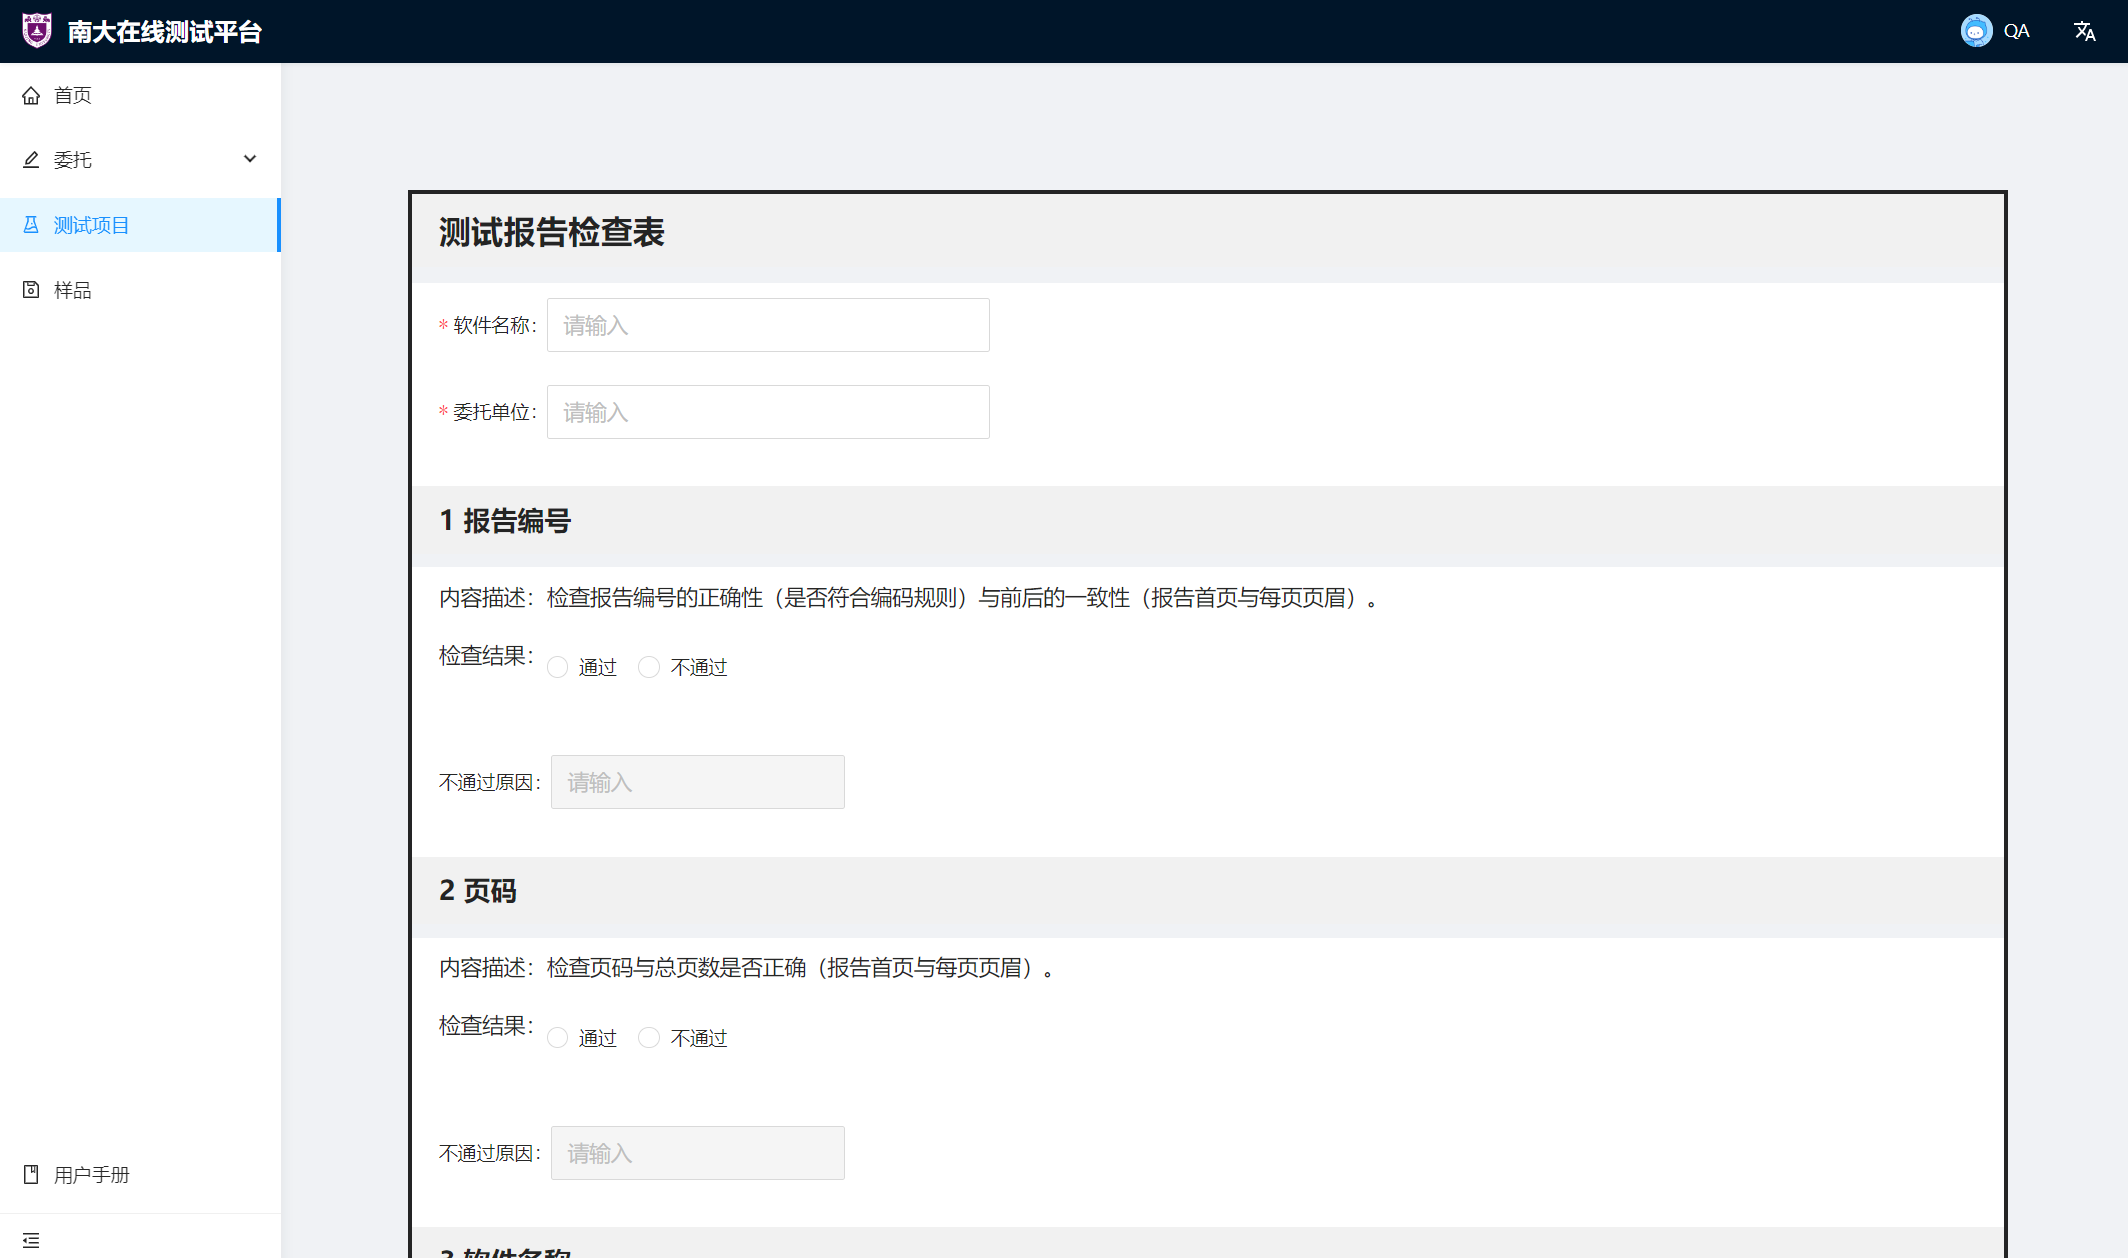 南大在线测试平台
QA
首页
委托
测试项目
样品
用户手册
测试报告检查表
* 软件名称: 请输入
* 委托单位: 请输入
1 报告编号
内容描述: 检查报告编号的正确性（是否符合编码规则）与前后的一致性（报告首页与每页页眉）。
检查结果: 通过 不通过
不通过原因: 请输入
2 页码
内容描述: 检查页码与总页数是否正确（报告首页与每页页眉）。
检查结果: 通过 不通过
不通过原因: 请输入
3 软件名称